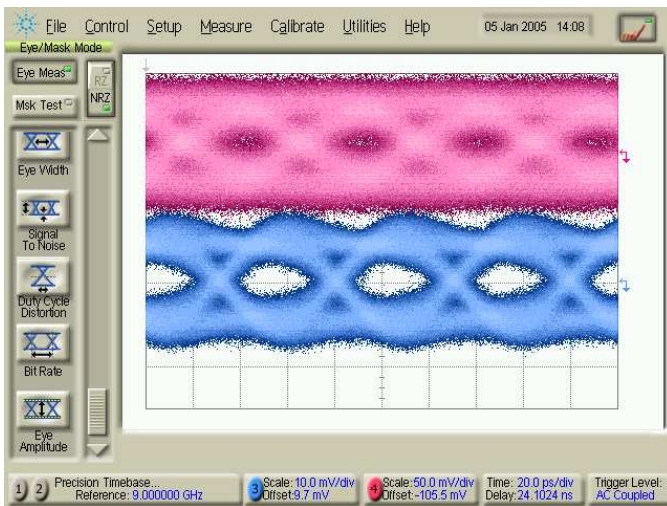 File Control Setup Measure Calibrate Utilities Help 05 Jan 2005 14:08
Eye/Mask Mode
Eye Meas
RZ
Msk Test
NRZ
Eye Width
Signal
To Noise
Duty Cycle
Distortion
Bit Rate
Eye
Amplitude
1 2 Precision Timebase... 3 Scale: 10.0 mV/div 4 Scale:50.0 mV/div Time: 20.0 ps/div Trigger Level:
Reference: 9.000000 GHz Offset:9.7 mV Offset:-105.5 mV Delay:24.1024 ns AC Coupled